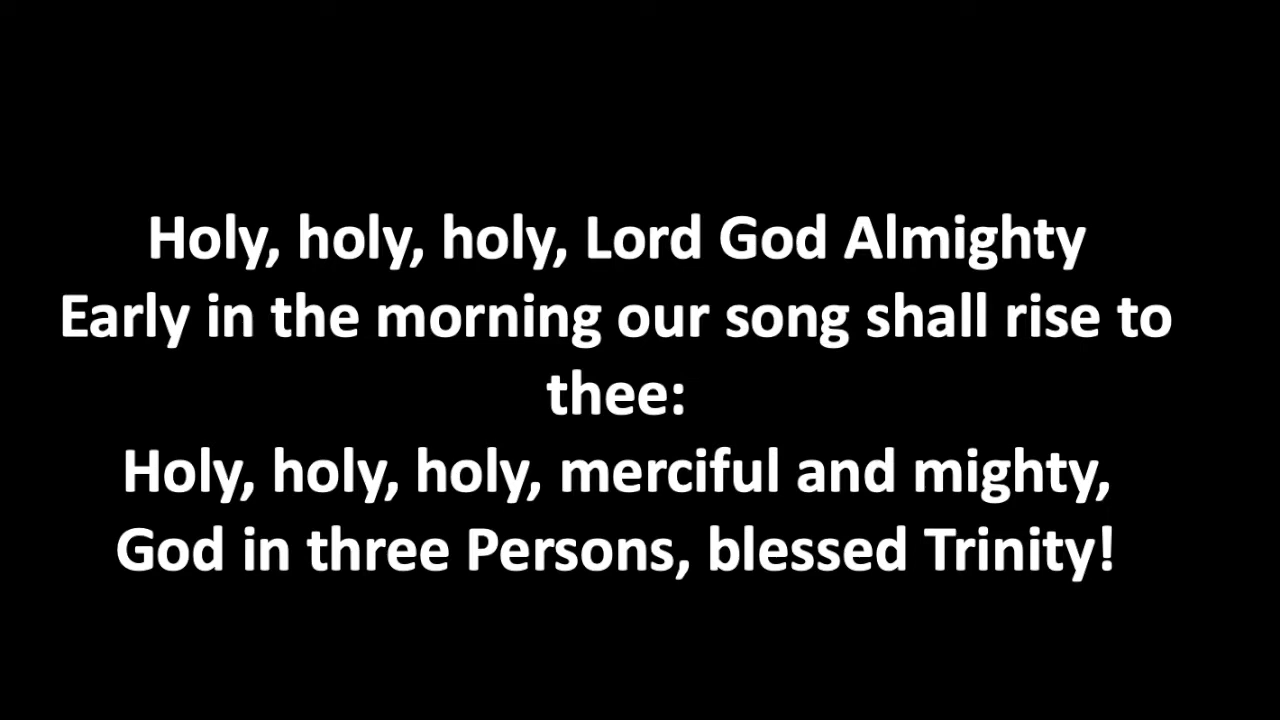 Holy, holy, holy, Lord God Almighty
Early in the morning our song shall rise to
thee:
Holy, holy, holy, merciful and mighty,
God in three Persons, blessed Trinity!